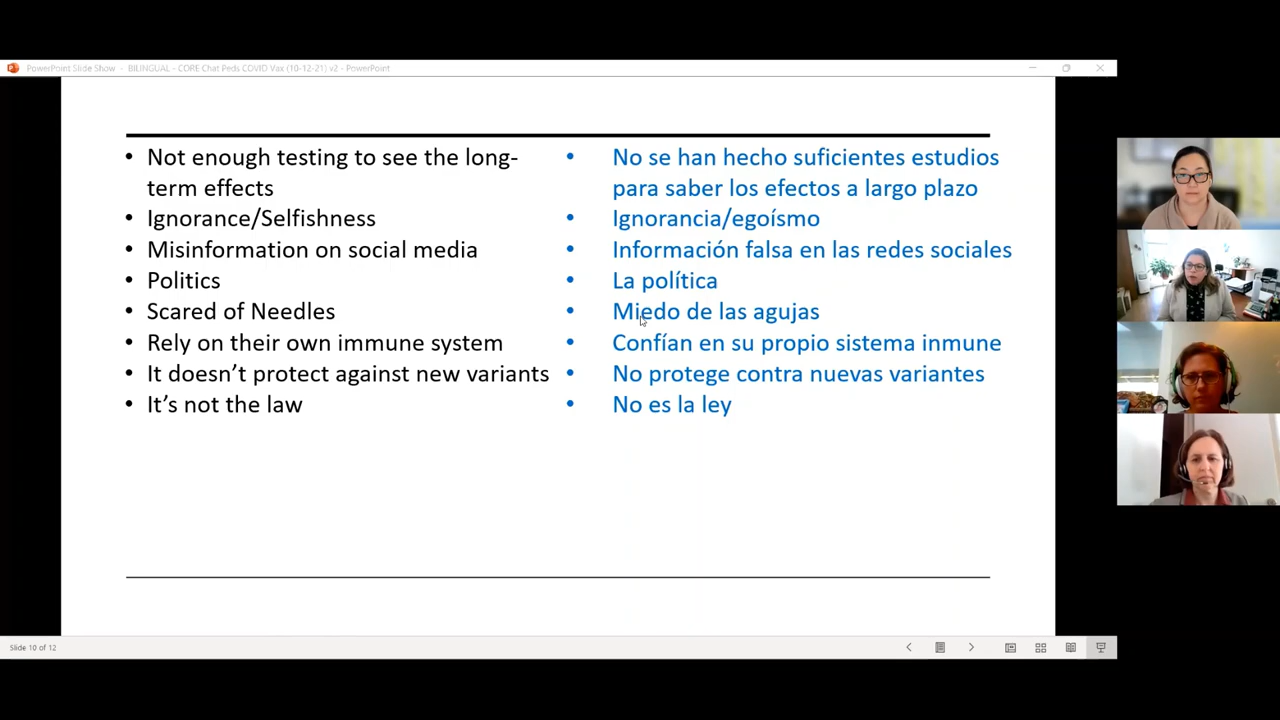 PowerPoint Slide Show - BILINGUAL - CORE Chat Peds COVID Vax (10-12-21) v2 - PowerPoint
• Not enough testing to see the long-
term effects
• Ignorance/Selfishness
• Misinformation on social media
• Politics
• Scared of Needles
• Rely on their own immune system
• It doesn’t protect against new variants
• It’s not the law
• No se han hecho suficientes estudios
para saber los efectos a largo plazo
• Ignorancia/egoísmo
• Información falsa en las redes sociales
• La política
• Miedo de las agujas
• Confían en su propio sistema inmune
• No protege contra nuevas variantes
• No es la ley
Slide 10 of 12